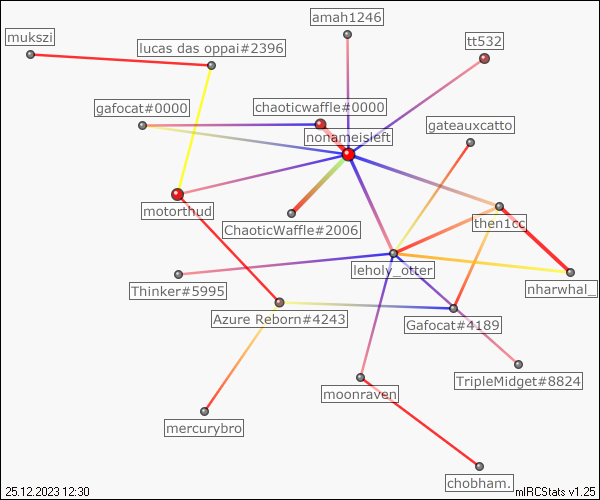 amah1246
mukszi
tt532
lucas das oppai#2396
gafocat#0000
chaoticwaffle#0000
gateauxcatto
nonameisleft
motorthud
ChaoticWaffle#2006
then1cc
leholy_otter
Thinker#5995
nharwhal_
Azure Reborn#4243
Gafocat#4189
TripleMidget#8824
moonraven
mercurybro
chobham.
25.12.2023 12:30
mIRCStats v1.25